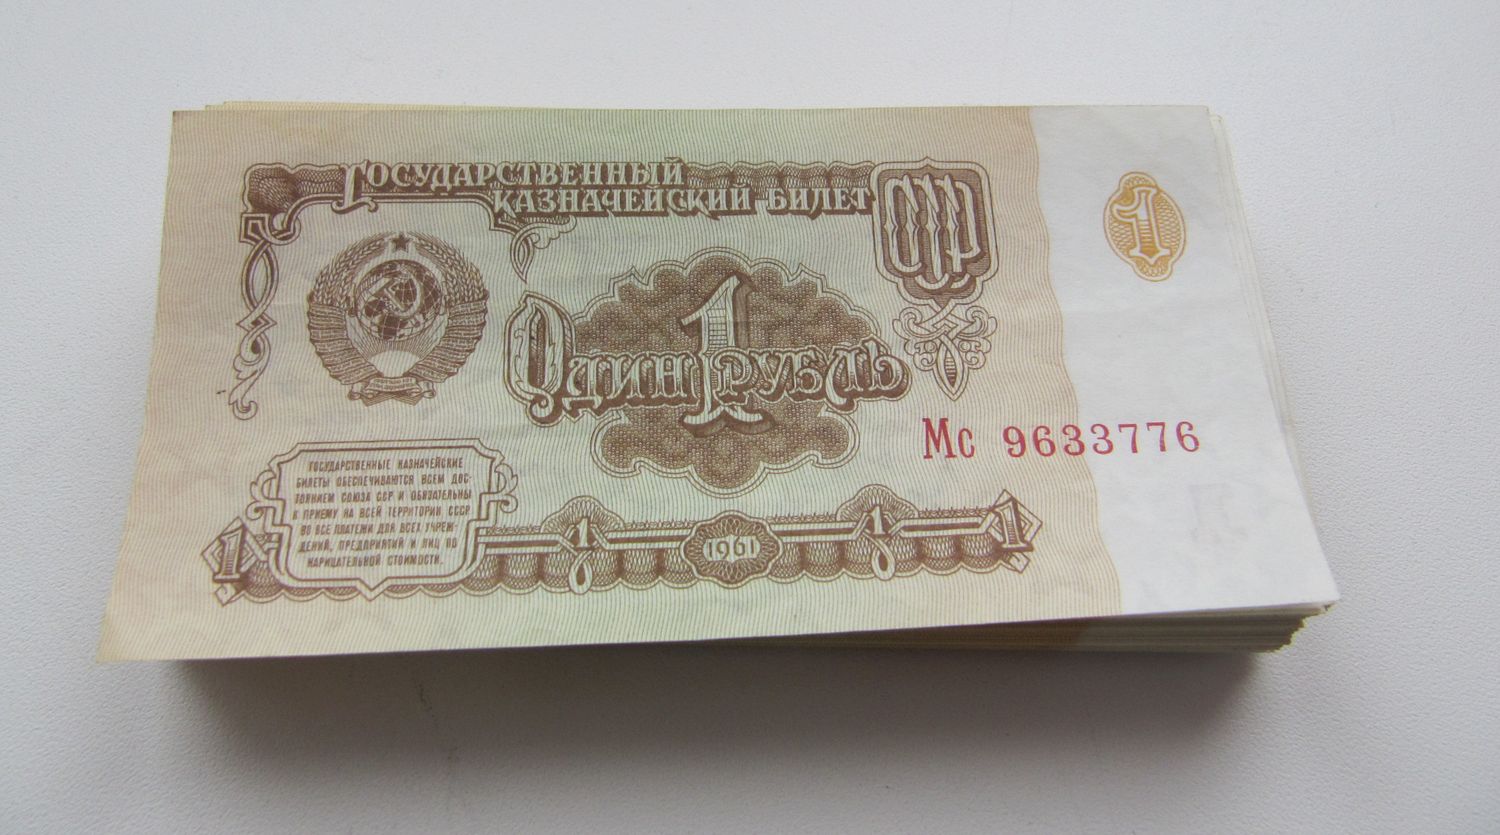 Государственный
казначейский билет
СССР
1
Один 1 рубль
Мс 9633776
ГОСУДАРСТВЕННЫЕ КАЗНАЧЕЙСКИЕ
БИЛЕТЫ ОБЕСПЕЧИВАЮТСЯ ВСЕМ ДОС-
ТОЯНИЕМ СОЮЗА ССР И ОБЯЗАТЕЛЬНЫ
К ПРИЕМУ НА ВСЕЙ ТЕРРИТОРИИ СССР
ВО ВСЕ ПЛАТЕЖИ ДЛЯ ВСЕХ УЧРЕЖ-
ДЕНИЙ, ПРЕДПРИЯТИЙ И ЛИЦ ПО
НАРИЦАТЕЛЬНОЙ СТОИМОСТИ.
1 1 1961 1 1